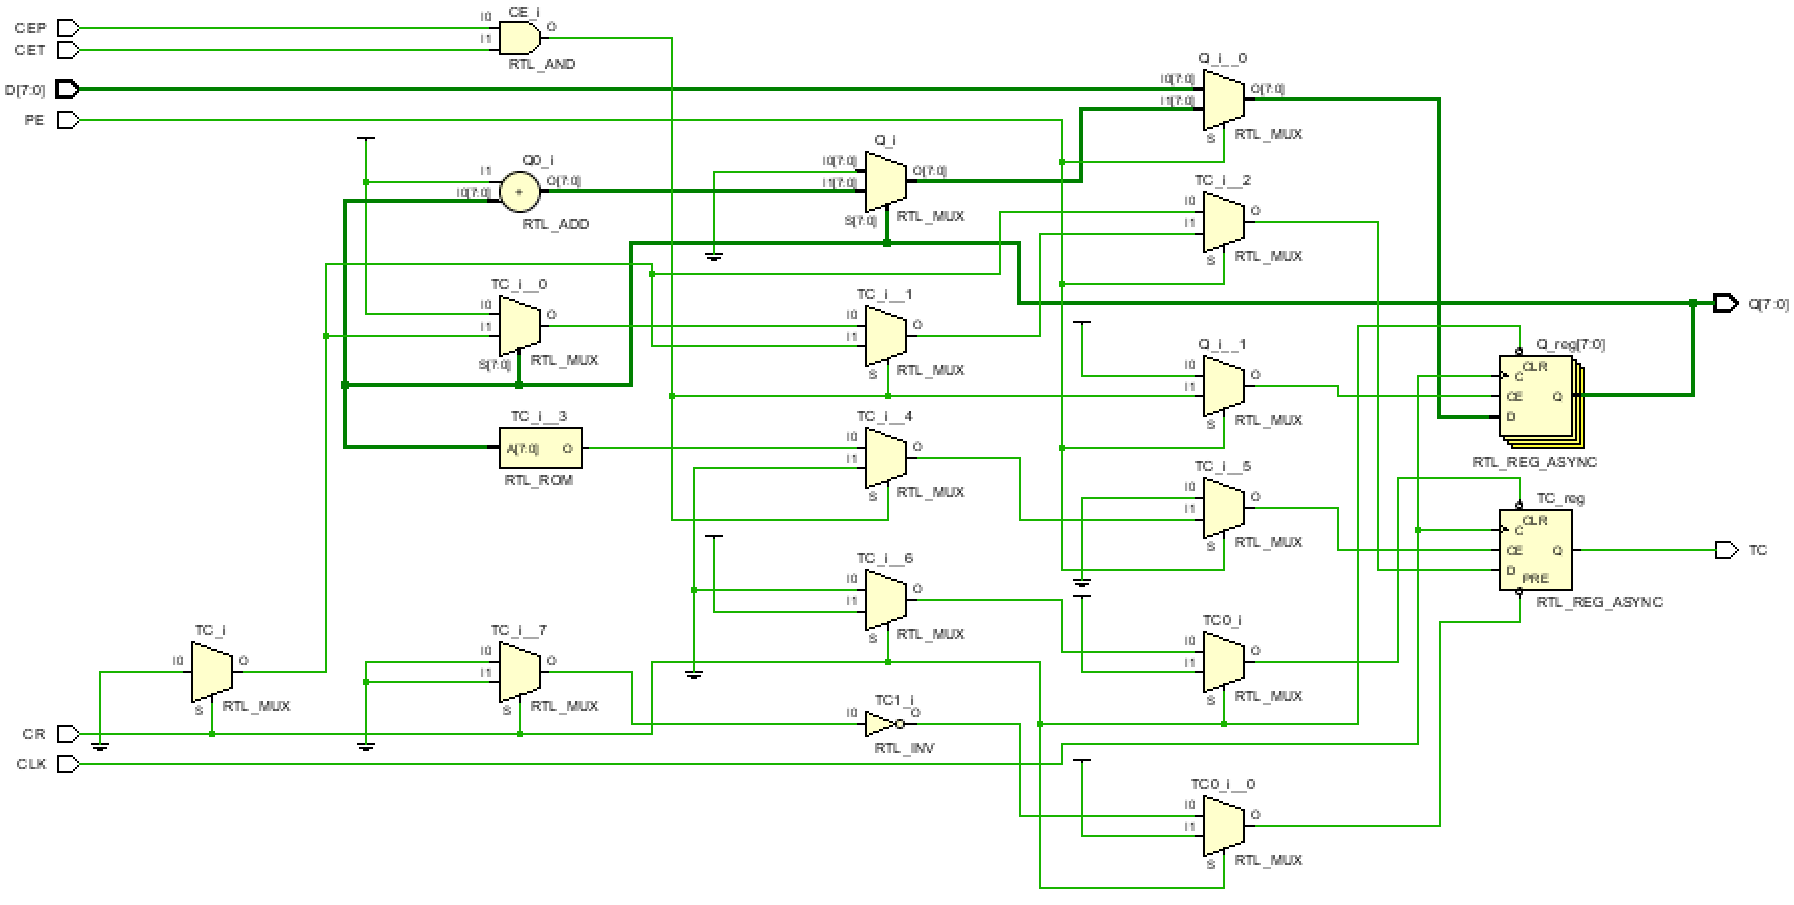 CEP
CET
D[7:0]
PE
CR
CLK
CE_i
I0
I1
O
RTL_AND
Q0_i
I1
I0[7:0]
O[7:0]
+
RTL_ADD
Q_i
I0[7:0]
I1[7:0]
O[7:0]
S[7:0]
RTL_MUX
Q_i__0
I0[7:0]
I1[7:0]
O[7:0]
S
RTL_MUX
TC_i__2
I0
I1
O
S
RTL_MUX
TC_i__0
I0
I1
O
S[7:0]
RTL_MUX
TC_i__1
I0
I1
O
S
RTL_MUX
Q_i__1
I0
I1
O
S
RTL_MUX
Q_reg[7:0]
CLR
C
CE
Q
D
RTL_REG_ASYNC
Q[7:0]
TC_i__3
A[7:0]
O
RTL_ROM
TC_i__4
I0
I1
O
S
RTL_MUX
TC_i__5
I0
I1
O
S
RTL_MUX
TC_reg
CLR
C
CE
Q
D
PRE
RTL_REG_ASYNC
TC
TC_i__6
I0
I1
O
S
RTL_MUX
TC_i
I0
O
S
RTL_MUX
TC_i__7
I0
I1
O
S
RTL_MUX
TC0_i
I0
I1
O
S
RTL_MUX
TC1_i
I0
O
RTL_INV
TC0_i__0
I0
I1
O
S
RTL_MUX